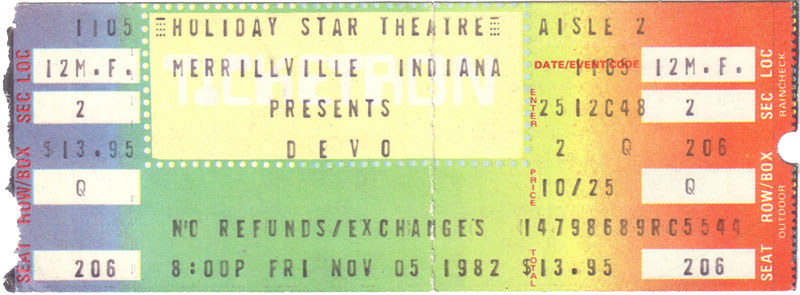 1105 HOLIDAY STAR THEATRE AISLE 2
SEC LOC 12M.F. MERRILLVILLE INDIANA DATE/EVENT CODE 1105 12M.F. SEC LOC
TICKETRON
2 PRESENTS ENTER 2512C48 2 RAINCHECK
$13.95 DEVO 2 Q 206
ROW/BOX Q PRICE 10/25 Q ROW/BOX
NO REFUNDS/EXCHANGES 14798689RC5544 OUTDOOR
SEAT 206 8:00P FRI NOV 05 1982 TOTAL $13.95 206 SEAT